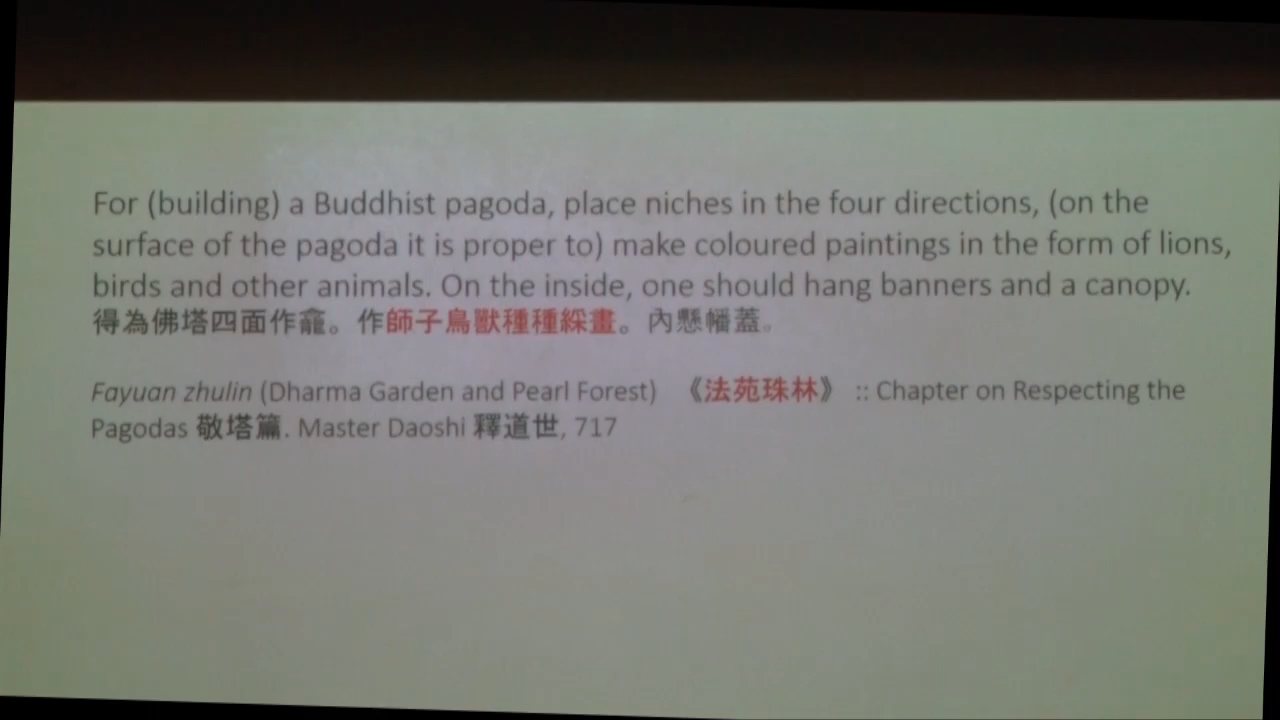 For (building) a Buddhist pagoda, place niches in the four directions, (on the
surface of the pagoda it is proper to) make coloured paintings in the form of lions,
birds and other animals. On the inside, one should hang banners and a canopy.
得為佛塔四面作龕。作師子鳥獸種種綵畫。內懸幡蓋。
Fayuan zhulin (Dharma Garden and Pearl Forest) 《法苑珠林》 :: Chapter on Respecting the
Pagodas 敬塔篇. Master Daoshi 釋道世, 717